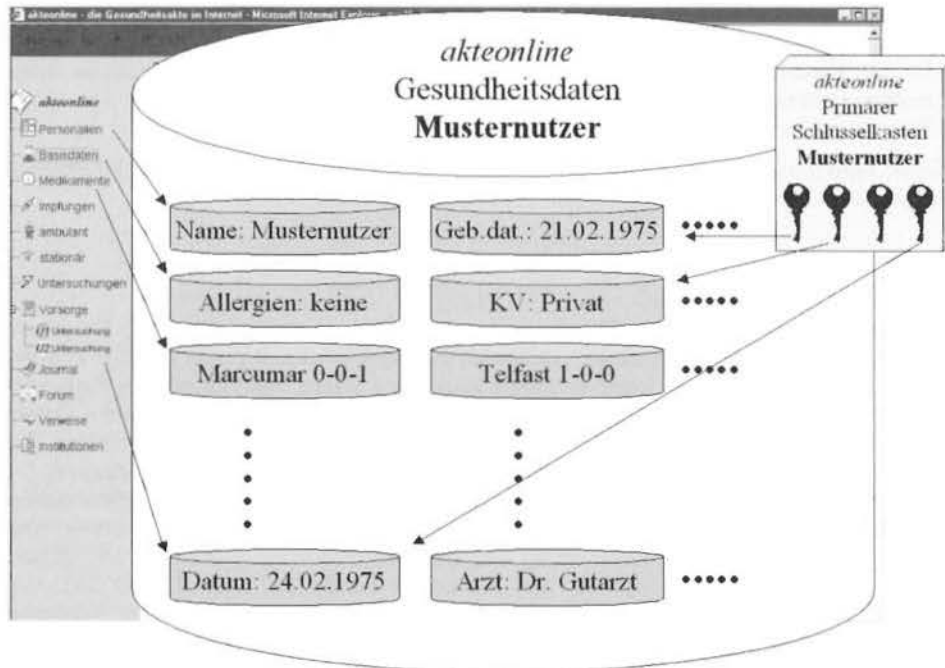 akteonline - die Gesundheitsakte im Internet - Microsoft Internet Explorer
akteonline
Gesundheitsdaten
Musternutzer
akteonline
Primärer
Schlusselkasten
Musternutzer
akteonline
Personalien
Basisdaten
Medikamente
Impfungen
ambulant
stationär
Untersuchungen
Vorsorge
U1 Untersuchung
U2 Untersuchung
Journal
Forum
Verweise
Institutionen
Name: Musternutzer
Geb.dat.: 21.02.1975
Allergien: keine
KV: Privat
Marcumar 0-0-1
Telfast 1-0-0
Datum: 24.02.1975
Arzt: Dr. Gutarzt